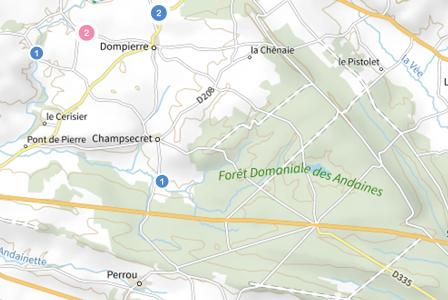 2
2
Dompierre
1
la Chênaie
le Pistolet
la Vée
D208
le Cerisier
Pont de Pierre
Champsecret
1
Forêt Domaniale des Andaines
Andainette
Perrou
D335